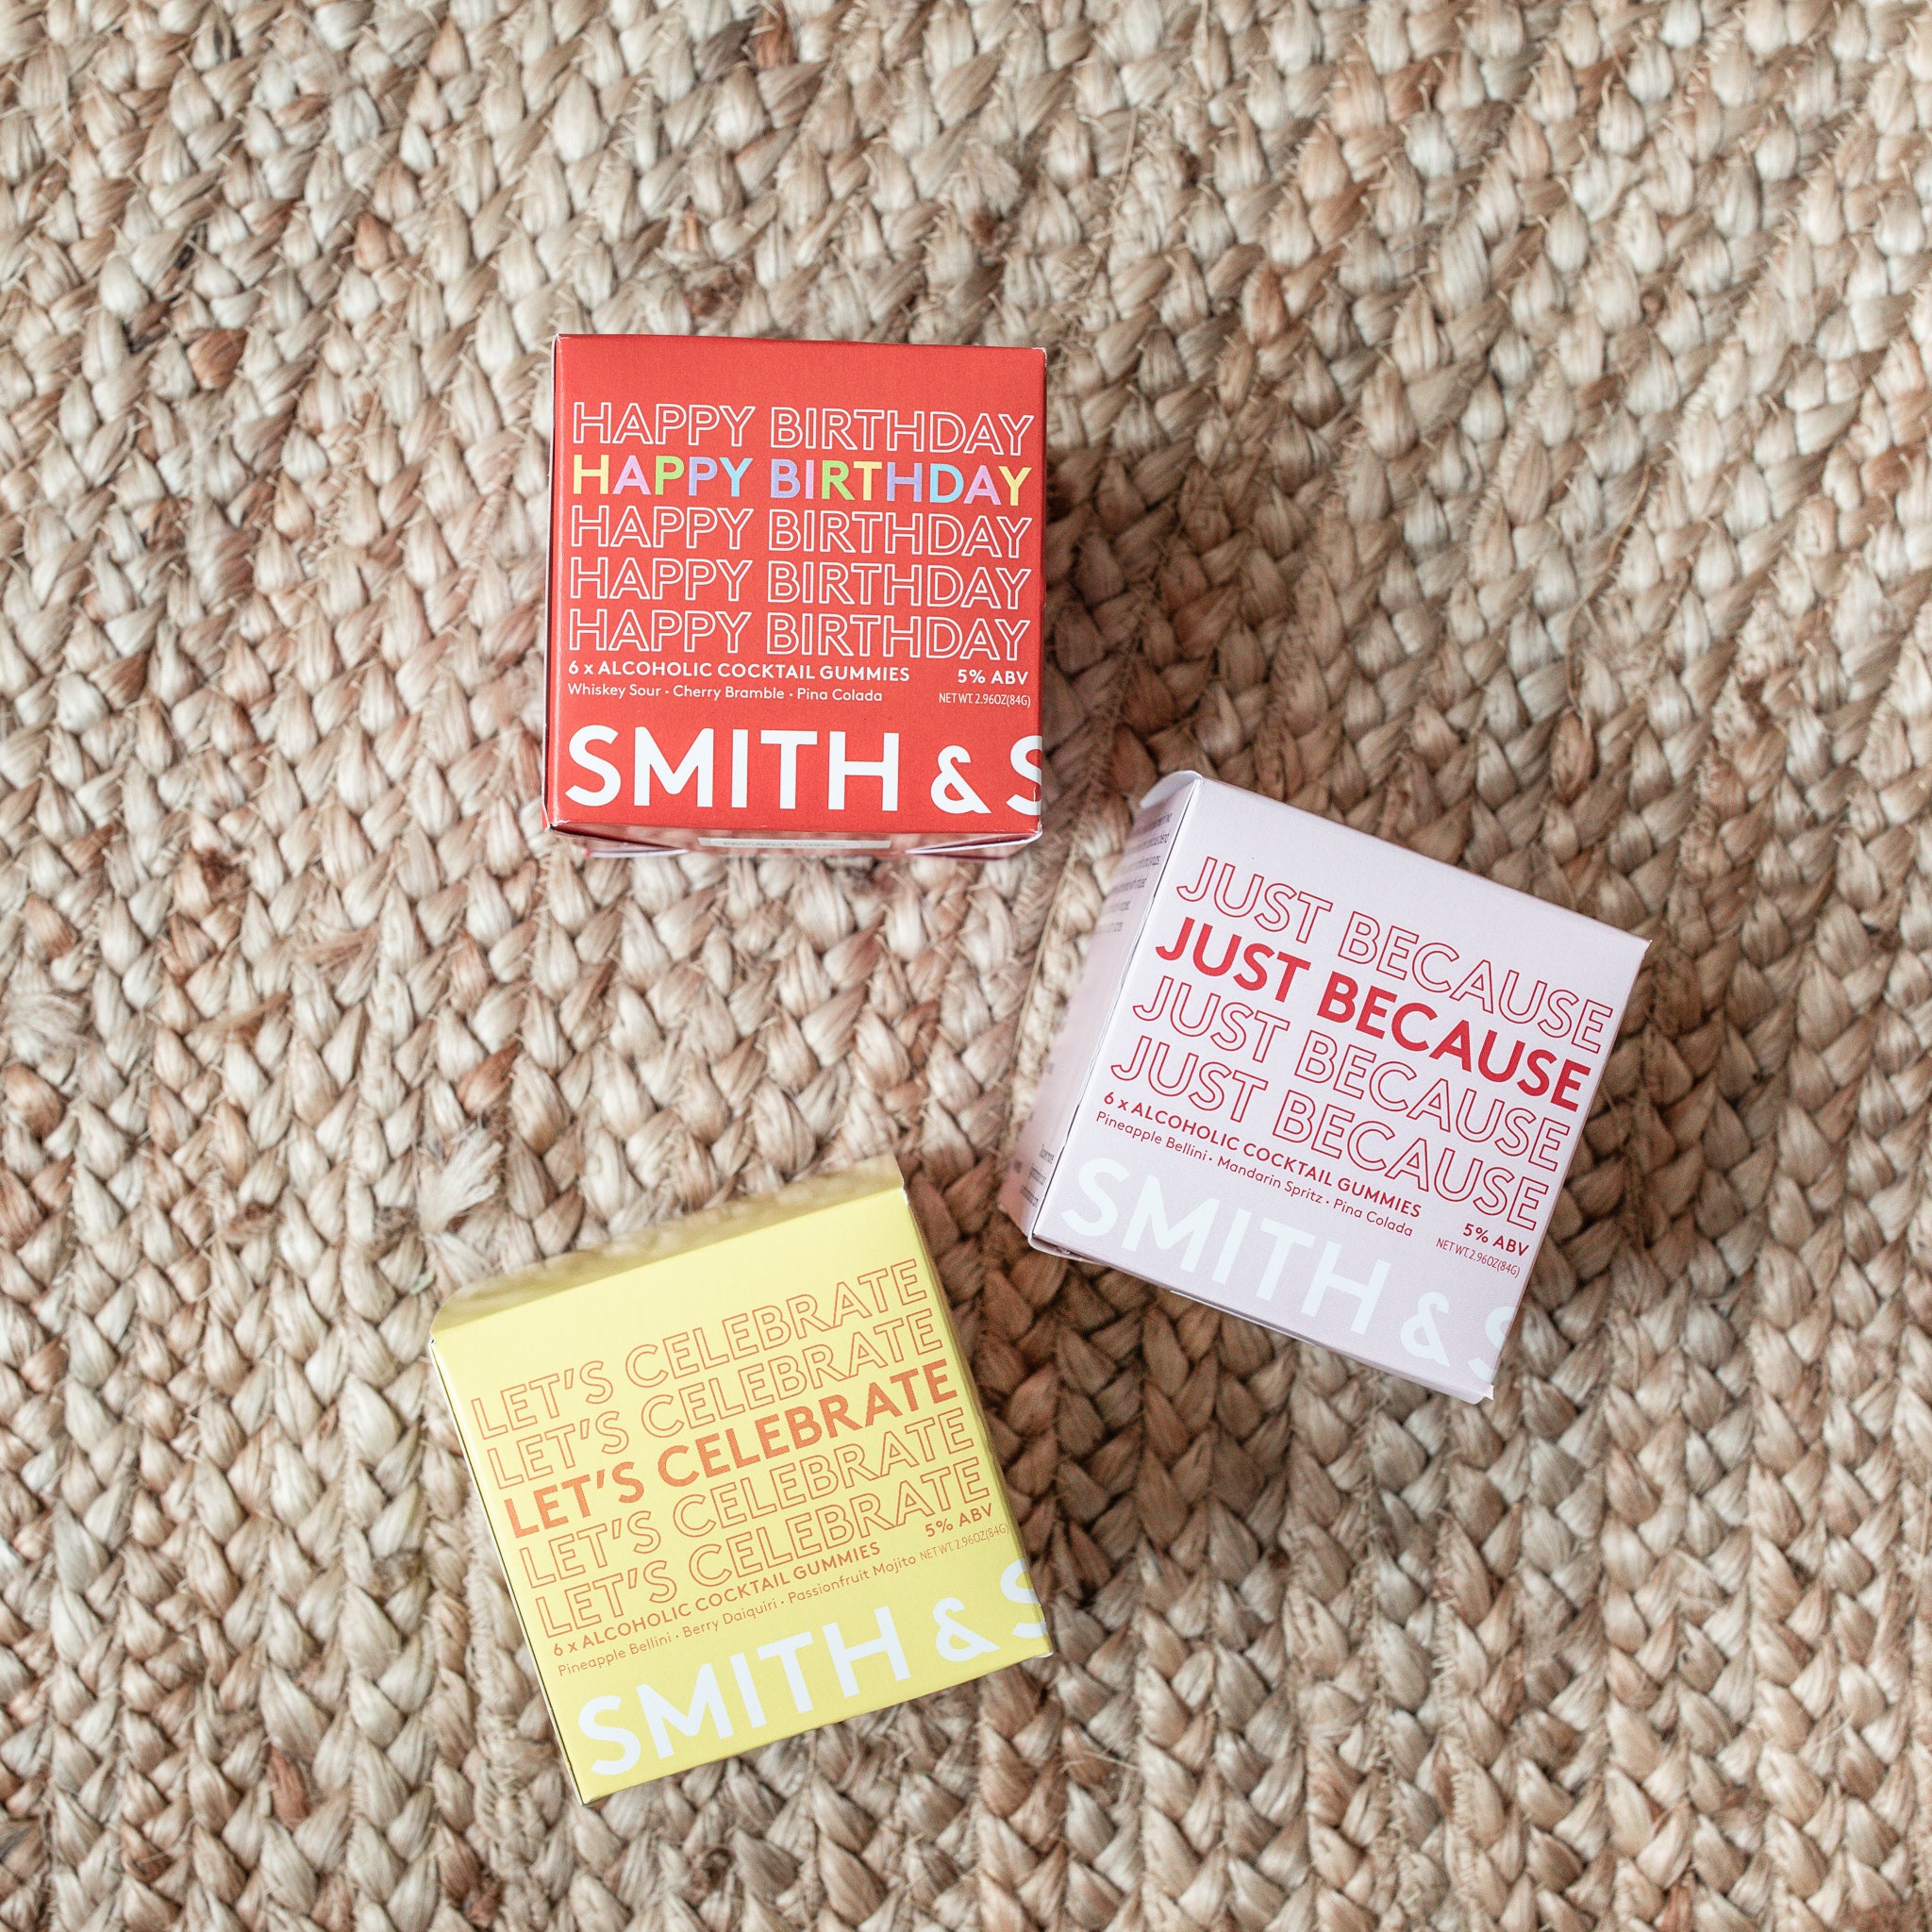 HAPPY BIRTHDAY
HAPPY BIRTHDAY
HAPPY BIRTHDAY
HAPPY BIRTHDAY
HAPPY BIRTHDAY
6 x ALCOHOLIC COCKTAIL GUMMIES 5% ABV
Whiskey Sour · Cherry Bramble · Pina Colada NET WT. 2.96OZ(84G)
SMITH & S
JUST BECAUSE
JUST BECAUSE
JUST BECAUSE
JUST BECAUSE
6 x ALCOHOLIC COCKTAIL GUMMIES 5% ABV
Pineapple Bellini · Mandarin Spritz · Pina Colada NET WT. 2.96OZ(84G)
SMITH & S
LET'S CELEBRATE
LET'S CELEBRATE
LET'S CELEBRATE
LET'S CELEBRATE
LET'S CELEBRATE
6 x ALCOHOLIC COCKTAIL GUMMIES 5% ABV
Pineapple Bellini · Berry Daiquiri · Passionfruit Mojito NET WT. 2.96OZ(84G)
SMITH & S